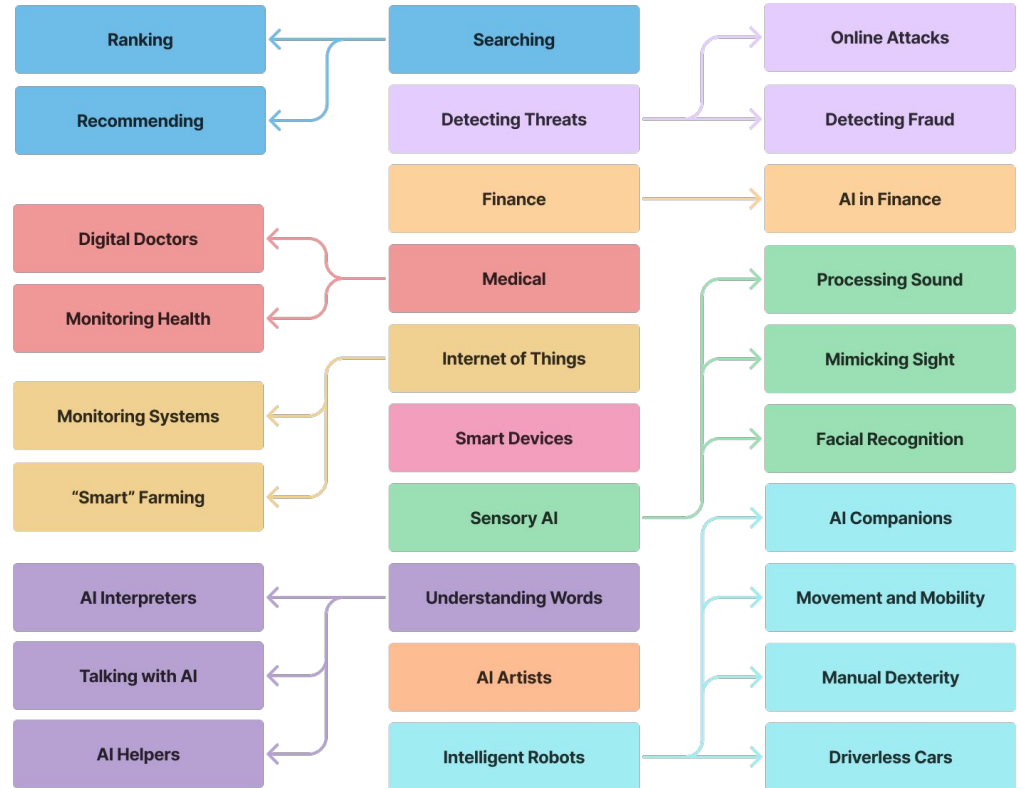 Ranking
Searching
Online Attacks
Recommending
Detecting Threats
Detecting Fraud
Finance
AI in Finance
Digital Doctors
Medical
Processing Sound
Monitoring Health
Internet of Things
Mimicking Sight
Monitoring Systems
Smart Devices
Facial Recognition
“Smart” Farming
Sensory AI
AI Companions
AI Interpreters
Understanding Words
Movement and Mobility
Talking with AI
AI Artists
Manual Dexterity
AI Helpers
Intelligent Robots
Driverless Cars